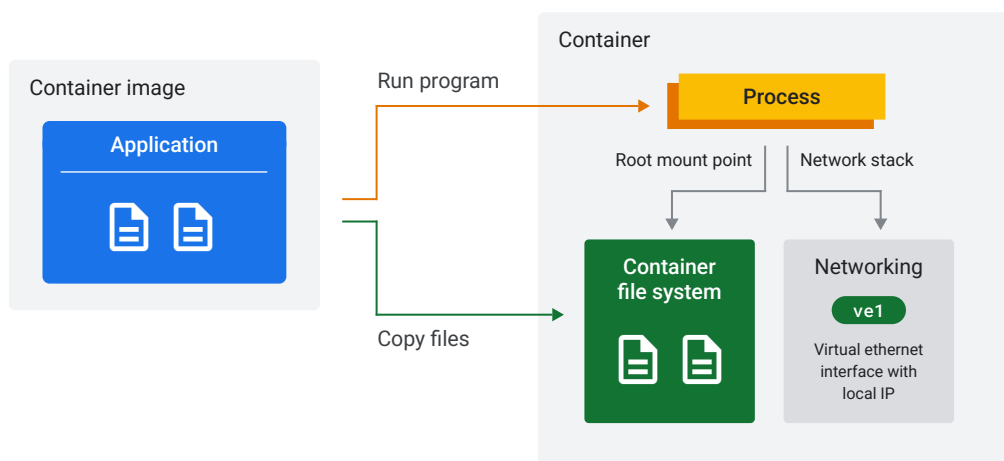 Container image
Application
Run program
Copy files
Container
Process
Root mount point
Network stack
Container
file system
Networking
ve1
Virtual ethernet
interface with
local IP